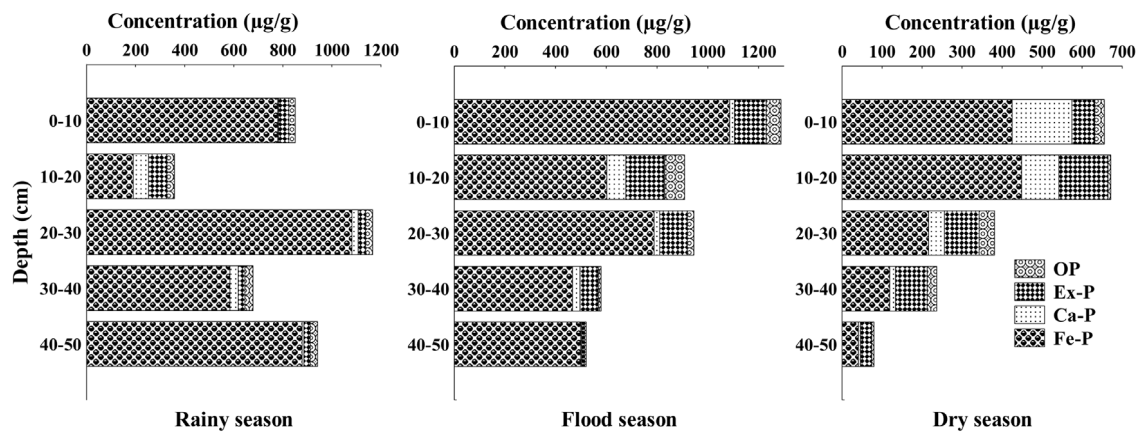 Concentration (µg/g)
0 200 400 600 800 1000 1200
Depth (cm)
0-10
10-20
20-30
30-40
40-50
Rainy season
Concentration (µg/g)
0 200 400 600 800 1000 1200
0-10
10-20
20-30
30-40
40-50
Flood season
Concentration (µg/g)
0 100 200 300 400 500 600 700
0-10
10-20
20-30
30-40
40-50
OP
Ex-P
Ca-P
Fe-P
Dry season